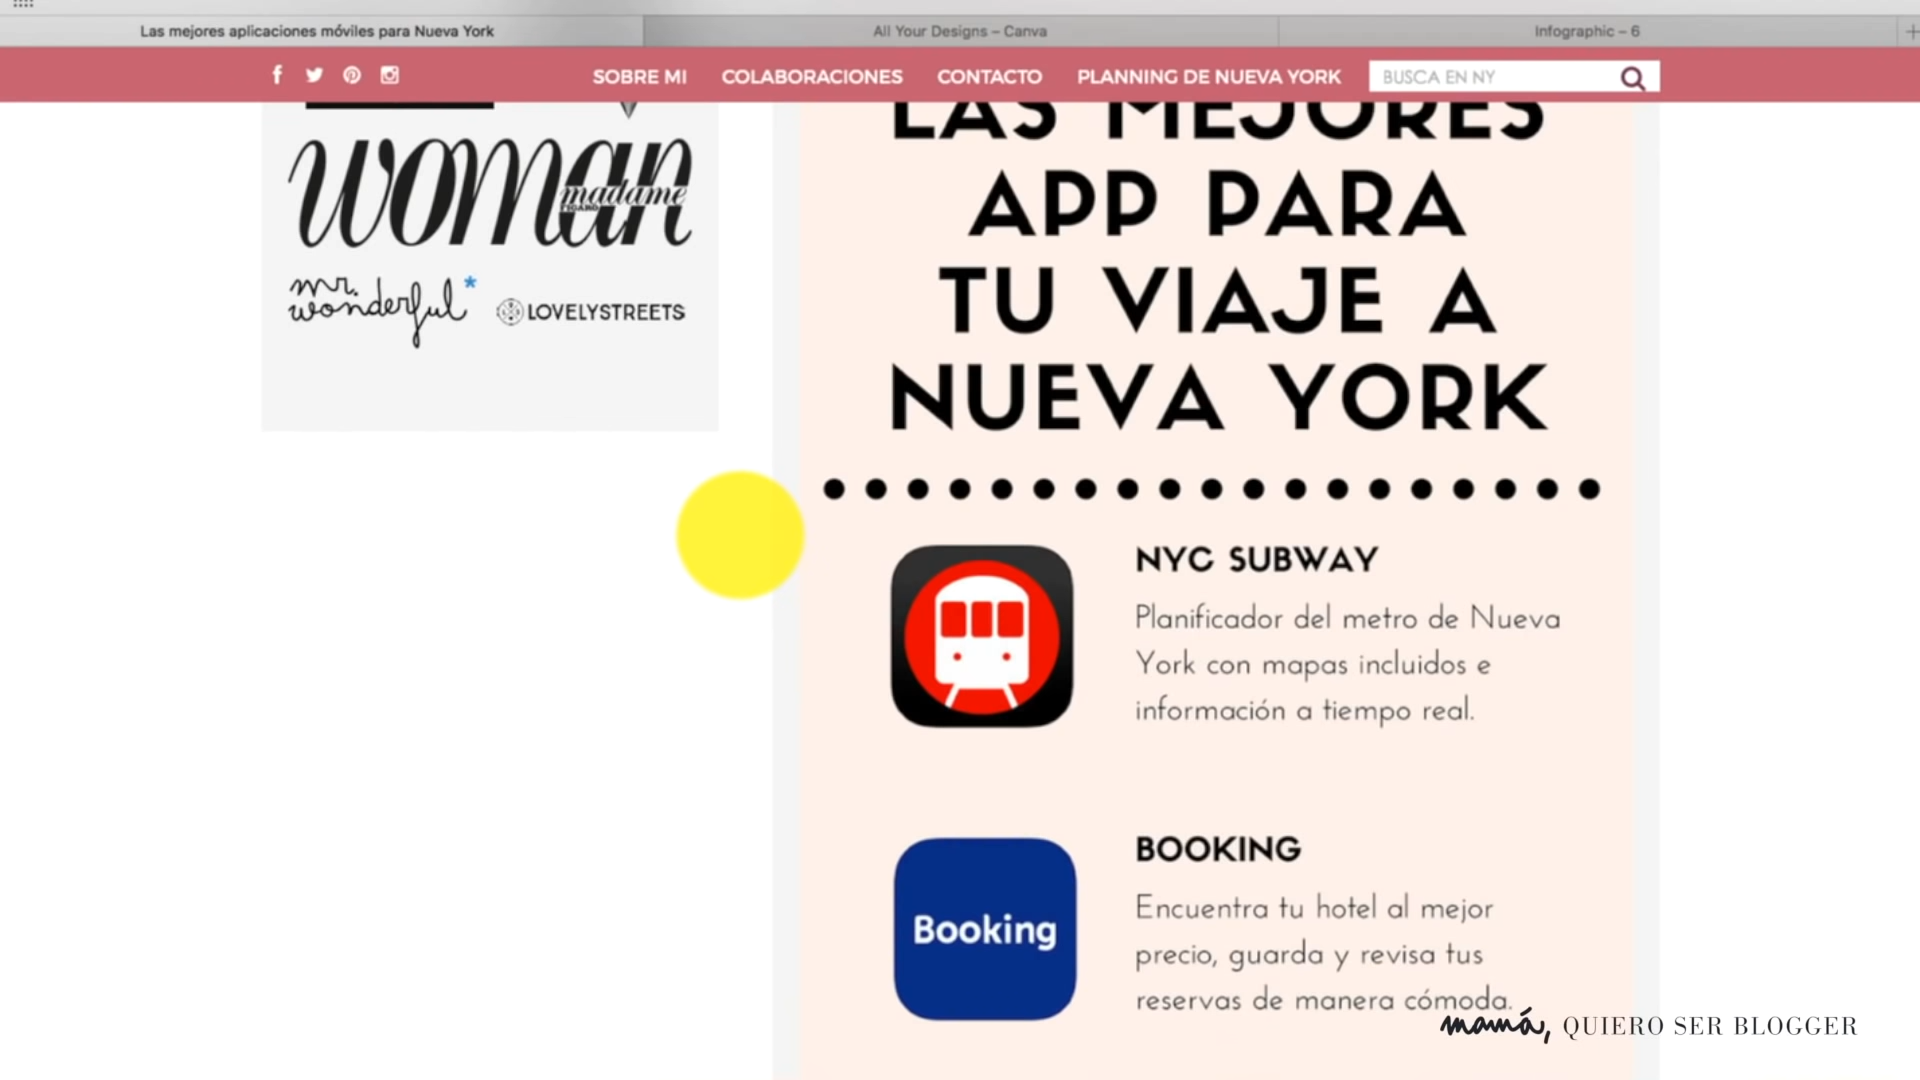 Las mejores aplicaciones móviles para Nueva York
All Your Designs – Canva
Infographic – 6
SOBRE MI
COLABORACIONES
CONTACTO
PLANNING DE NUEVA YORK
BUSCA EN NY
woman
madame
FIGARO
mr.
wonderful*
LOVELYSTREETS
LAS MEJORES
APP PARA
TU VIAJE A
NUEVA YORK
NYC SUBWAY
Planificador del metro de Nueva
York con mapas incluidos e
información a tiempo real.
Booking
BOOKING
Encuentra tu hotel al mejor
precio, guarda y revisa tus
reservas de manera cómoda.
mamá, QUIERO SER BLOGGER